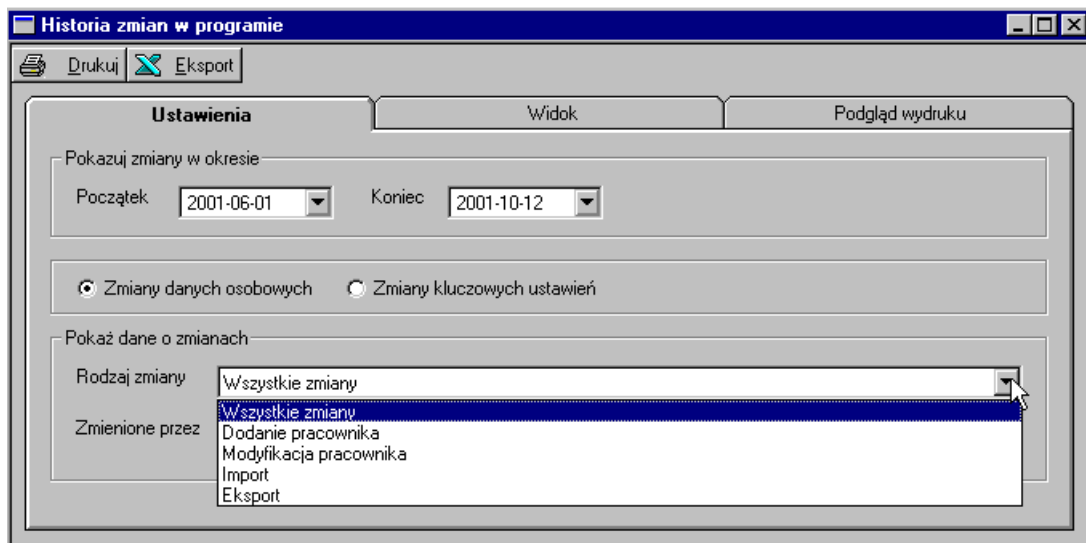 Historia zmian w programie
Drukuj Eksport
Ustawienia Widok Podgląd wydruku
Pokazuj zmiany w okresie
Początek 2001-06-01 Koniec 2001-10-12
Zmiany danych osobowych Zmiany kluczowych ustawień
Pokaż dane o zmianach
Rodzaj zmiany Wszystkie zmiany
Wszystkie zmiany
Zmienione przez Dodanie pracownika
Modyfikacja pracownika
Import
Eksport